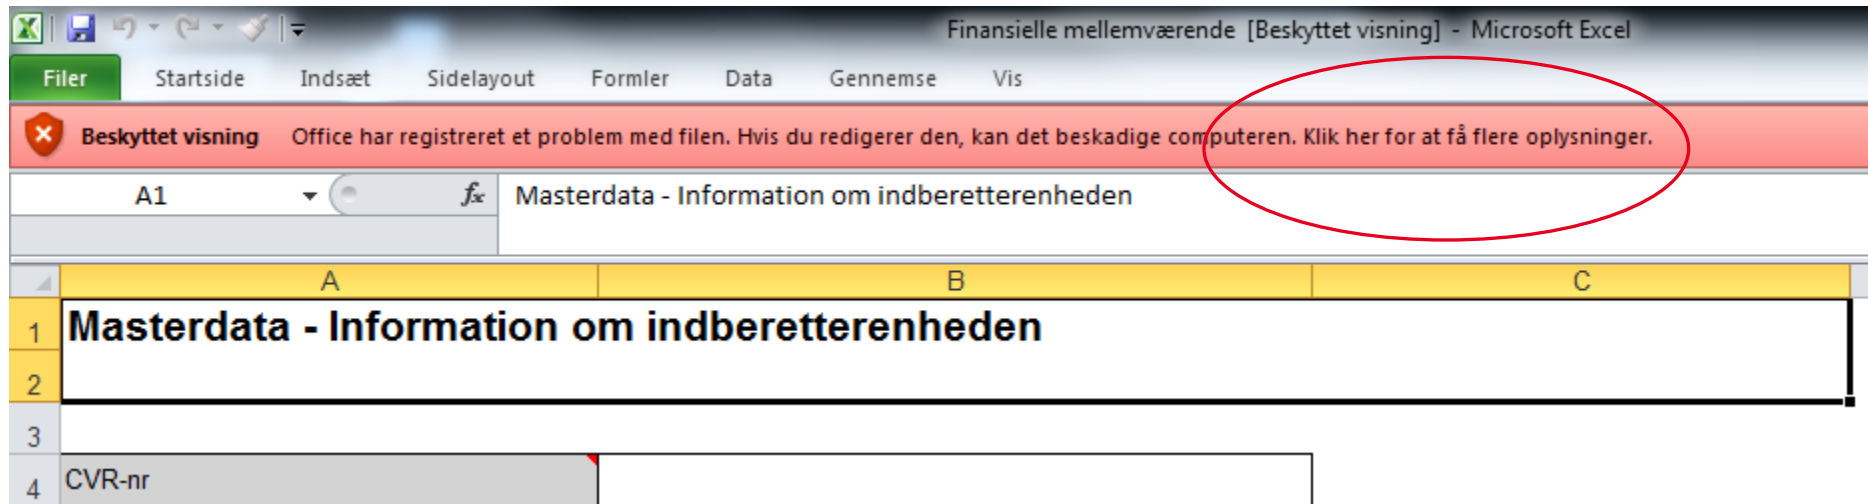 Finansielle mellemværende [Beskyttet visning] - Microsoft Excel
Filer Startside Indsæt Sidelayout Formler Data Gennemse Vis
Beskyttet visning Office har registreret et problem med filen. Hvis du redigerer den, kan det beskadige computeren. Klik her for at få flere oplysninger.
A1 fx Masterdata - Information om indberetterenheden
A B C
1 Masterdata - Information om indberetterenheden
2
3
4 CVR-nr